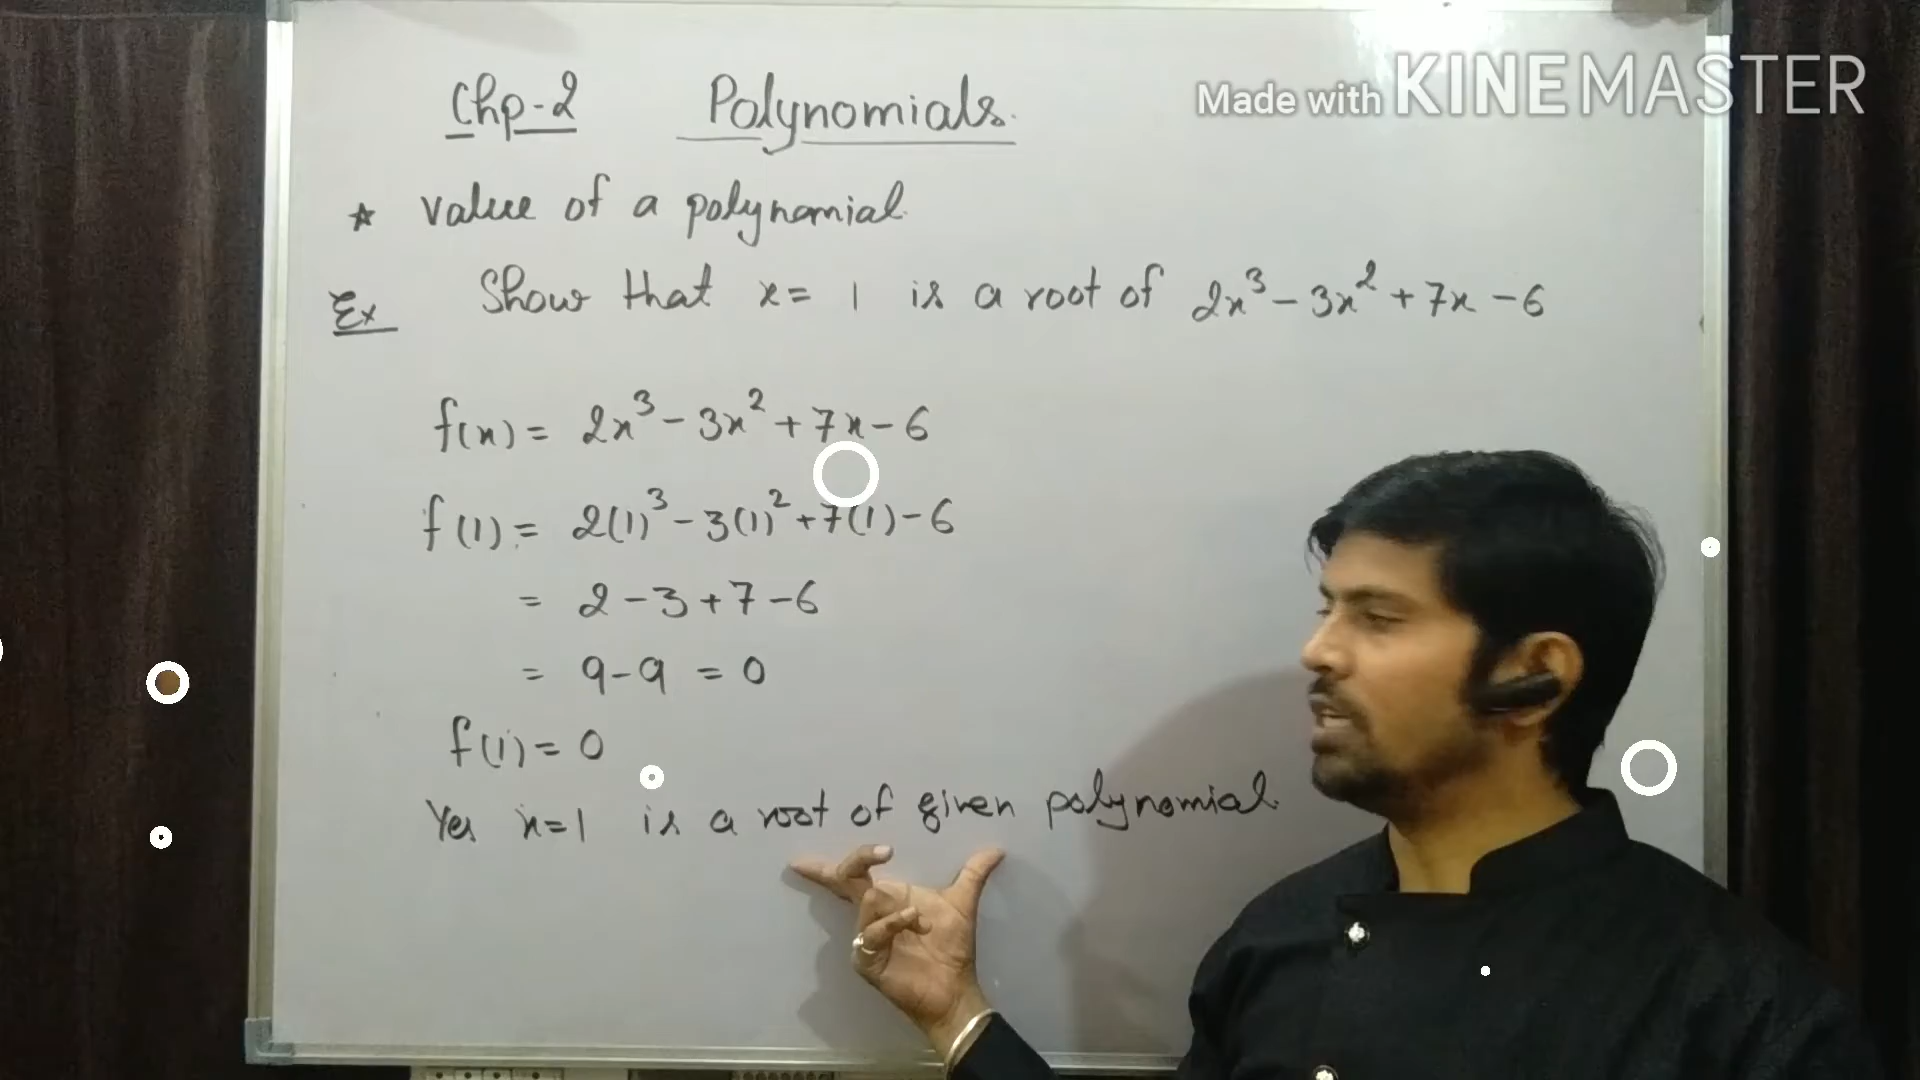 Chp-2 Polynomials.
Made with KINEMASTER
★ value of a polynomial.
Ex Show that x = 1 is a root of 2x³ - 3x² + 7x - 6
f(x) = 2x³ - 3x² + 7x - 6
f(1) = 2(1)³ - 3(1)² + 7(1) - 6
= 2 - 3 + 7 - 6
= 9 - 9 = 0
f(1) = 0
Yes x=1 is a root of given polynomial